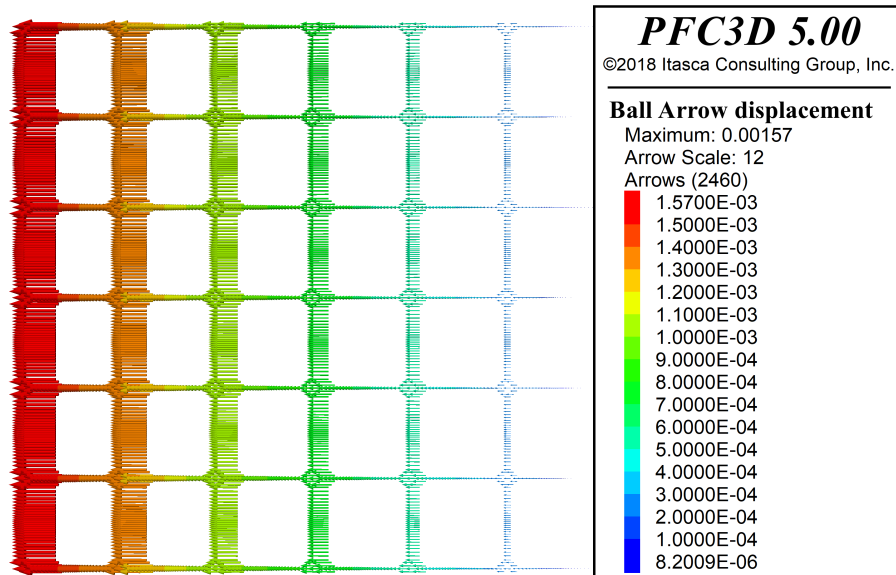 PFC3D 5.00
©2018 Itasca Consulting Group, Inc.
Ball Arrow displacement
Maximum: 0.00157
Arrow Scale: 12
Arrows (2460)
1.5700E-03
1.5000E-03
1.4000E-03
1.3000E-03
1.2000E-03
1.1000E-03
1.0000E-03
9.0000E-04
8.0000E-04
7.0000E-04
6.0000E-04
5.0000E-04
4.0000E-04
3.0000E-04
2.0000E-04
1.0000E-04
8.2009E-06